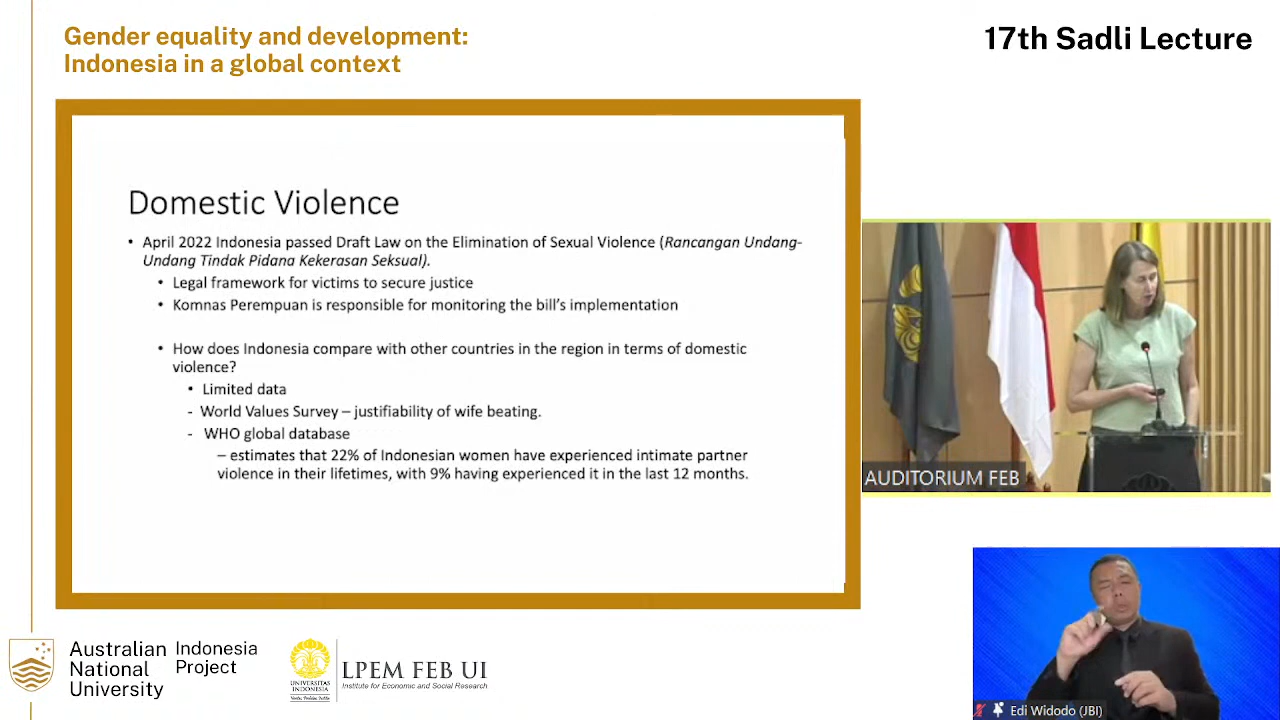 Gender equality and development:
Indonesia in a global context
17th Sadli Lecture
Domestic Violence
• April 2022 Indonesia passed Draft Law on the Elimination of Sexual Violence (Rancangan Undang-
Undang Tindak Pidana Kekerasan Seksual).
• Legal framework for victims to secure justice
• Komnas Perempuan is responsible for monitoring the bill's implementation
• How does Indonesia compare with other countries in the region in terms of domestic
violence?
• Limited data
- World Values Survey – justifiability of wife beating.
- WHO global database
– estimates that 22% of Indonesian women have experienced intimate partner
violence in their lifetimes, with 9% having experienced it in the last 12 months.
AUDITORIUM FEB
Edi Widodo (JBI)
Australian
National
University
Indonesia
Project
UNIVERSITAS
INDONESIA
LPEM FEB UI
Institute for Economic and Social Research